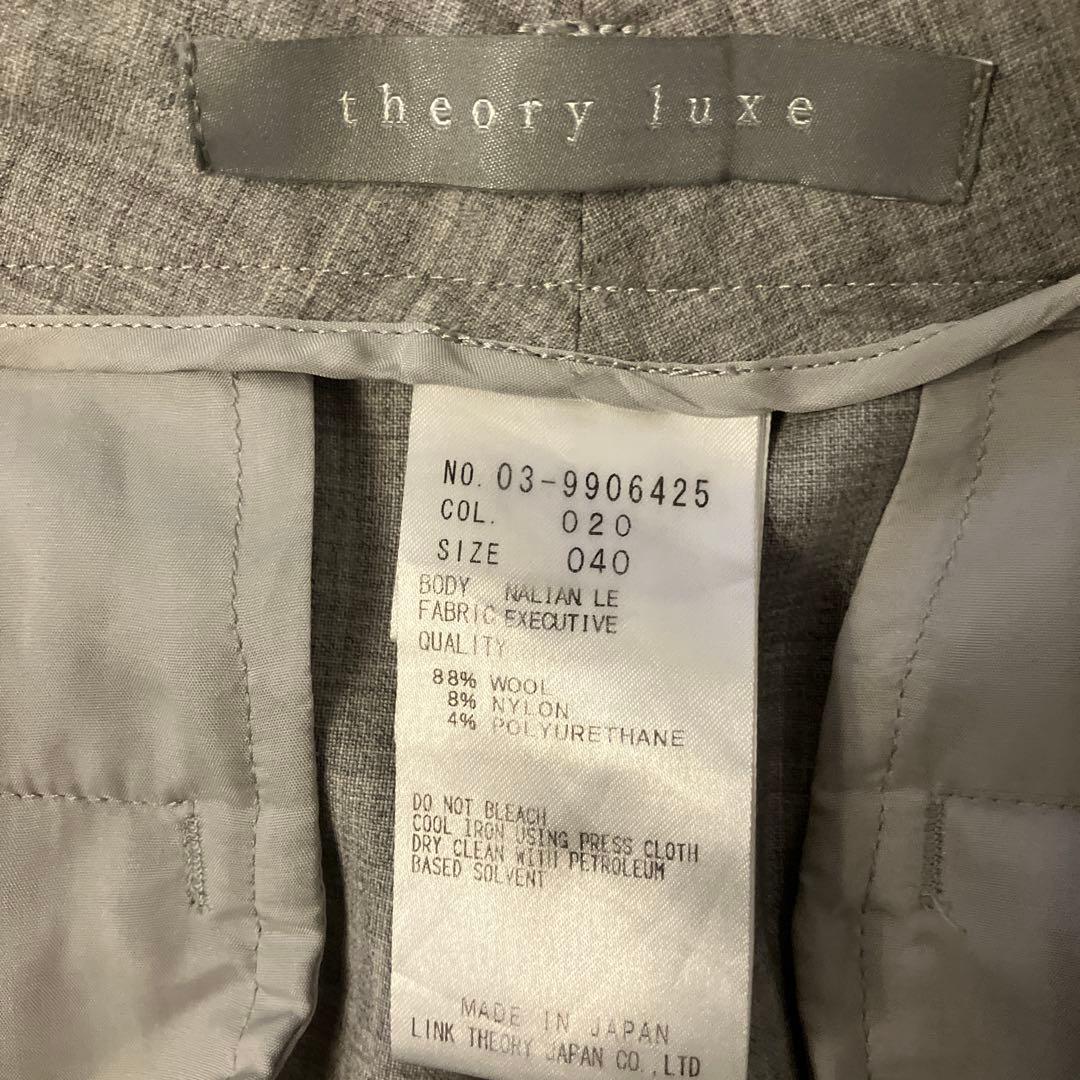 theory luxe
NO. 03-9906425
COL. 020
SIZE 040
BODY NALIAN LE
FABRIC EXECUTIVE
QUALITY
88% WOOL
8% NYLON
4% POLYURETHANE
DO NOT BLEACH
COOL IRON USING PRESS CLOTH
DRY CLEAN WITH PETROLEUM
BASED SOLVENT
MADE IN JAPAN
LINK THEORY JAPAN CO.,LTD